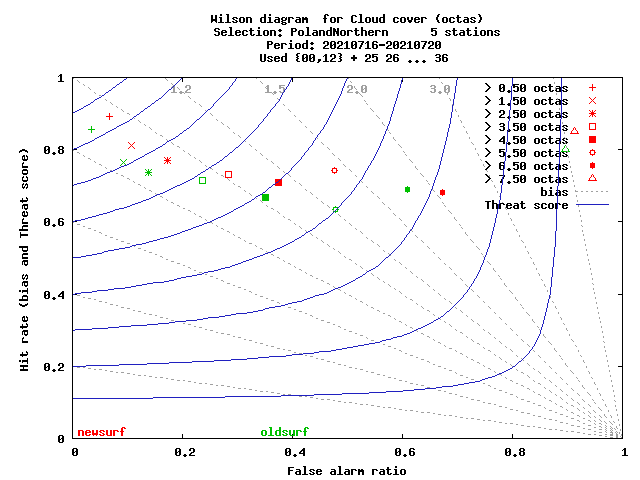 Wilson diagram for Cloud cover (octas)
Selection: PolandNorthern 5 stations
Period: 20210716-20210720
Used {00,12} + 25 26 ... 36
1.2 1.5 2.0 3.0
> 0.50 octas
> 1.50 octas
> 2.50 octas
> 3.50 octas
> 4.50 octas
> 5.50 octas
> 6.50 octas
> 7.50 octas
bias
Threat score
1
0.8
0.6
0.4
0.2
0
Hit rate (bias and Threat score)
newsurf oldsurf
0 0.2 0.4 0.6 0.8 1
False alarm ratio